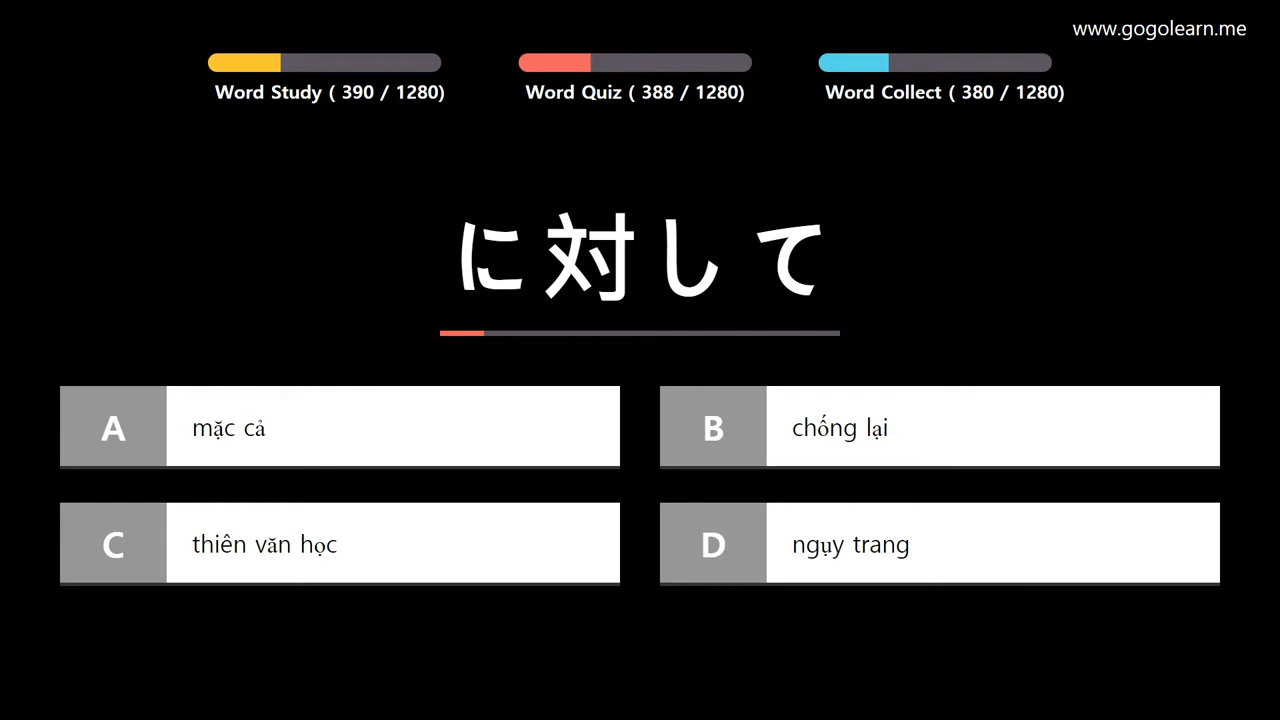 www.gogolearn.me
Word Study ( 390 / 1280)
Word Quiz ( 388 / 1280)
Word Collect ( 380 / 1280)
に対して
A mặc cả
B chống lại
C thiên văn học
D ngụy trang